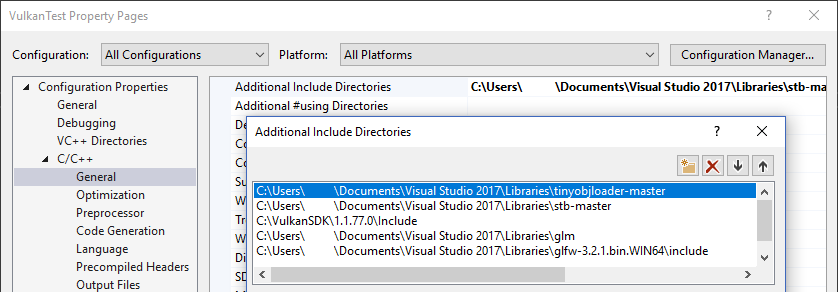 VulkanTest Property Pages
Configuration: All Configurations Platform: All Platforms Configuration Manager...
Configuration Properties
General
Debugging
VC++ Directories
C/C++
General
Optimization
Preprocessor
Code Generation
Language
Precompiled Headers
Output Files
Additional Include Directories C:\Users\ \Documents\Visual Studio 2017\Libraries\stb-ma
Additional #using Directories
De
Co
Co
Su
W
Tr
W
Di
SD
Additional Include Directories
C:\Users\ \Documents\Visual Studio 2017\Libraries\tinyobjloader-master
C:\Users\ \Documents\Visual Studio 2017\Libraries\stb-master
C:\VulkanSDK\1.1.77.0\Include
C:\Users\ \Documents\Visual Studio 2017\Libraries\glm
C:\Users\ \Documents\Visual Studio 2017\Libraries\glfw-3.2.1.bin.WIN64\include